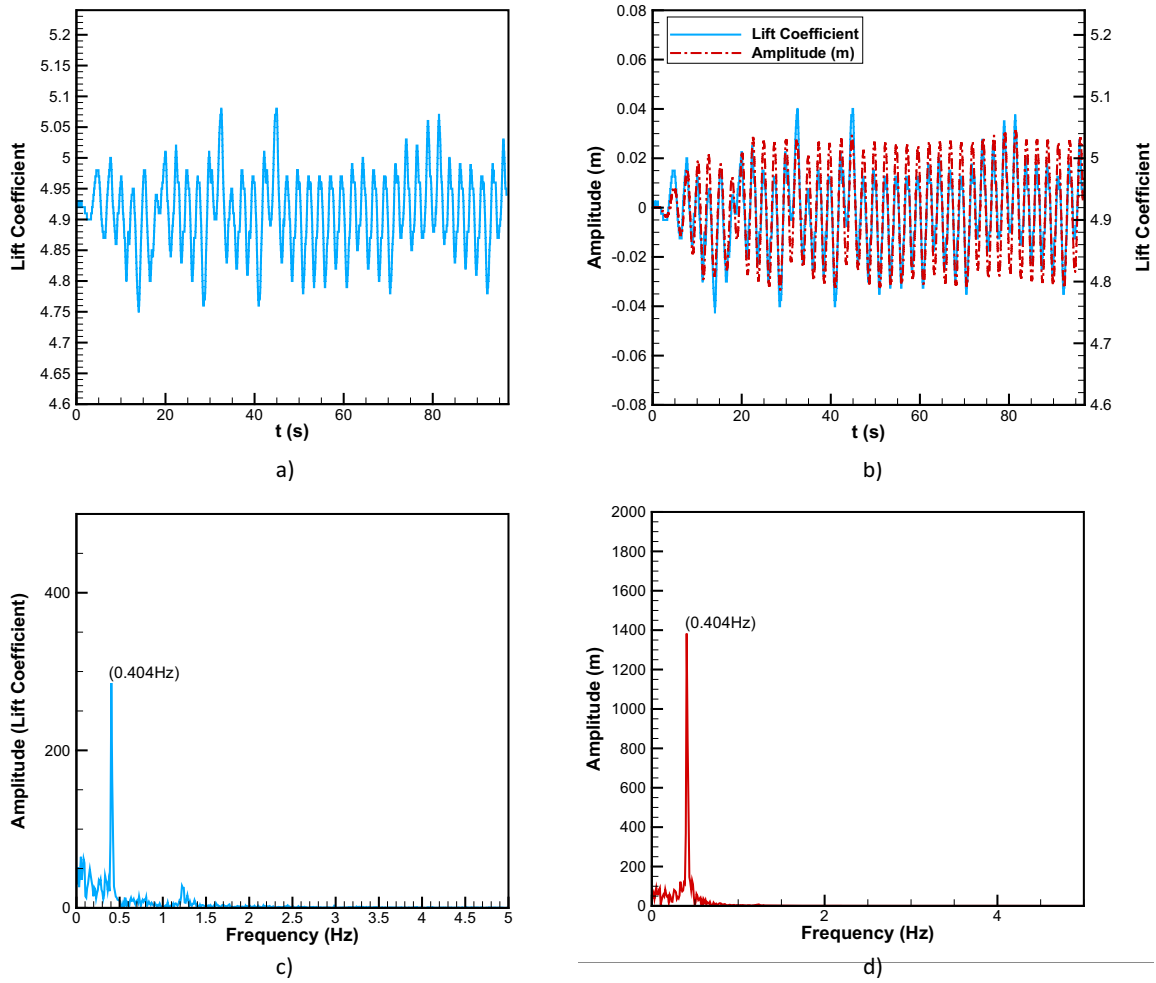 5.2
5.15
5.1
5.05
5
4.95
4.9
4.85
4.8
4.75
4.7
4.65
4.6
Lift Coefficient
0 20 40 60 80
t (s)
a)
0.08
0.06
0.04
0.02
0
-0.02
-0.04
-0.06
-0.08
Amplitude (m)
Lift Coefficient
Amplitude (m)
5.2
5.1
5
4.9
4.8
4.7
4.6
Lift Coefficient
0 20 40 60 80
t (s)
b)
400
200
0
Amplitude (Lift Coefficient)
(0.404Hz)
0 0.5 1 1.5 2 2.5 3 3.5 4 4.5 5
Frequency (Hz)
c)
2000
1800
1600
1400
1200
1000
800
600
400
200
0
Amplitude (m)
(0.404Hz)
0 2 4
Frequency (Hz)
d)